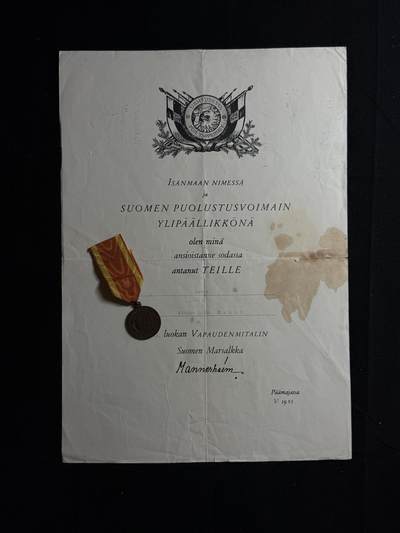 ISÄNMAAN NIMESSÄ
ja
SUOMEN PUOLUSTUSVOIMAIN
YLIPÄÄLLIKKÖNÄ
olen minä
ansioistanne sodassa
antanut TEILLE
luokan VAPAUDENMITALIN
Suomen Marsalkka
Mannerheim
Päämajassa